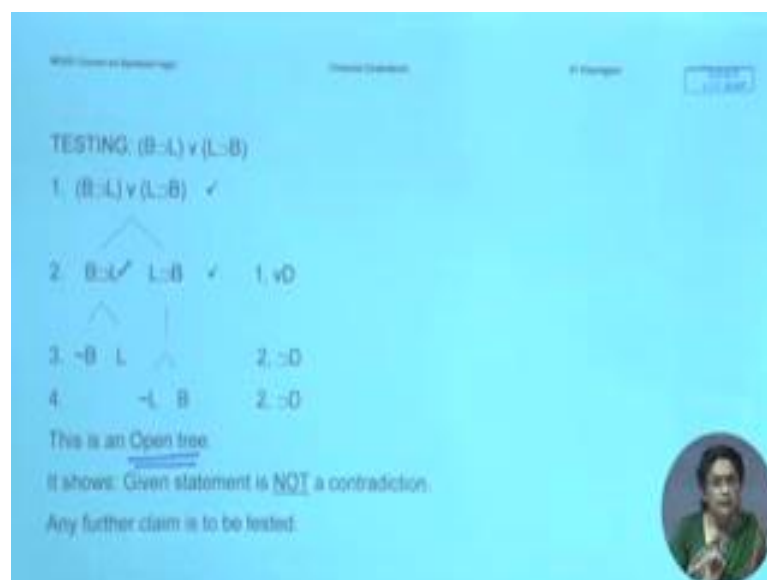 TESTING: (B⊃L) v (L⊃B)
1. (B⊃L) v (L⊃B) ✓
2. B⊃L✓ L⊃B ✓ 1, vD
3. ~B L 2, ⊃D
4. ~L B 2, ⊃D
This is an Open tree
It shows: Given statement is NOT a contradiction.
Any further claim is to be tested.